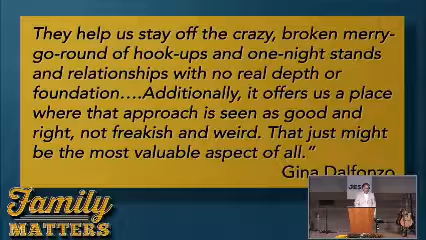 They help us stay off the crazy, broken merry-
go-round of hook-ups and one-night stands
and relationships with no real depth or
foundation….Additionally, it offers us a place
where that approach is seen as good and
right, not freakish and weird. That just might
be the most valuable aspect of all.”
Gina Dalfonzo
Family
MATTERS
JES